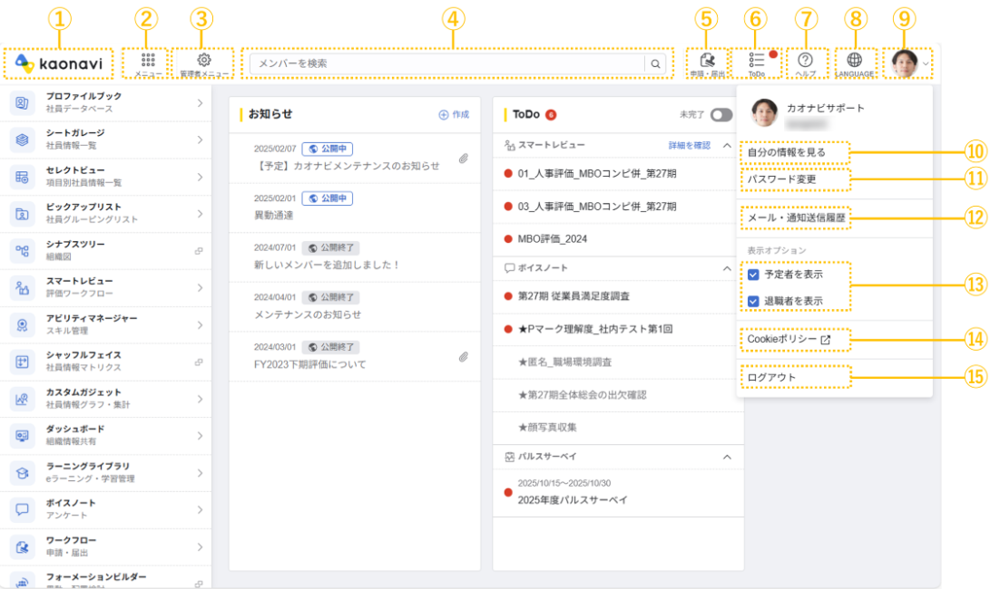 ① ② ③ ④ ⑤ ⑥ ⑦ ⑧ ⑨
kaonavi
メニュー
管理者メニュー
メンバーを検索
申請・届出
ToDo
ヘルプ
LANGUAGE
プロファイルブック
社員データベース
シートガレージ
社員情報一覧
セレクトビュー
項目別社員情報一覧
ピックアップリスト
社員グルーピングリスト
シナプスツリー
組織図
スマートレビュー
評価ワークフロー
アビリティマネージャー
スキル管理
シャッフルフェイス
社員情報マトリクス
カスタムガジェット
社員情報グラフ・集計
ダッシュボード
組織情報共有
ラーニングライブラリ
eラーニング・学習管理
ボイスノート
アンケート
ワークフロー
申請・届出
フォーメーションビルダー
お知らせ
作成
2025/02/07 公開中
【予定】カオナビメンテナンスのお知らせ
2025/02/01 公開中
異動通達
2024/07/01 公開終了
新しいメンバーを追加しました！
2024/04/01 公開終了
メンテナンスのお知らせ
2024/03/01 公開終了
FY2023下期評価について
ToDo 6
未完了
スマートレビュー 詳細を確認
01_人事評価_MBOコンピ併_第27期
03_人事評価_MBOコンピ併_第27期
MBO評価_2024
ボイスノート
第27期 従業員満足度調査
★Pマーク理解度_社内テスト第1回
★匿名_職場環境調査
★第27期全体総会の出欠確認
★顔写真収集
パルスサーベイ
2025/10/15～2025/10/30
2025年度パルスサーベイ
カオナビサポート
自分の情報を見る ⑩
パスワード変更 ⑪
メール・通知送信履歴 ⑫
表示オプション
予定者を表示
⑬
退職者を表示
Cookieポリシー ⑭
ログアウト ⑮